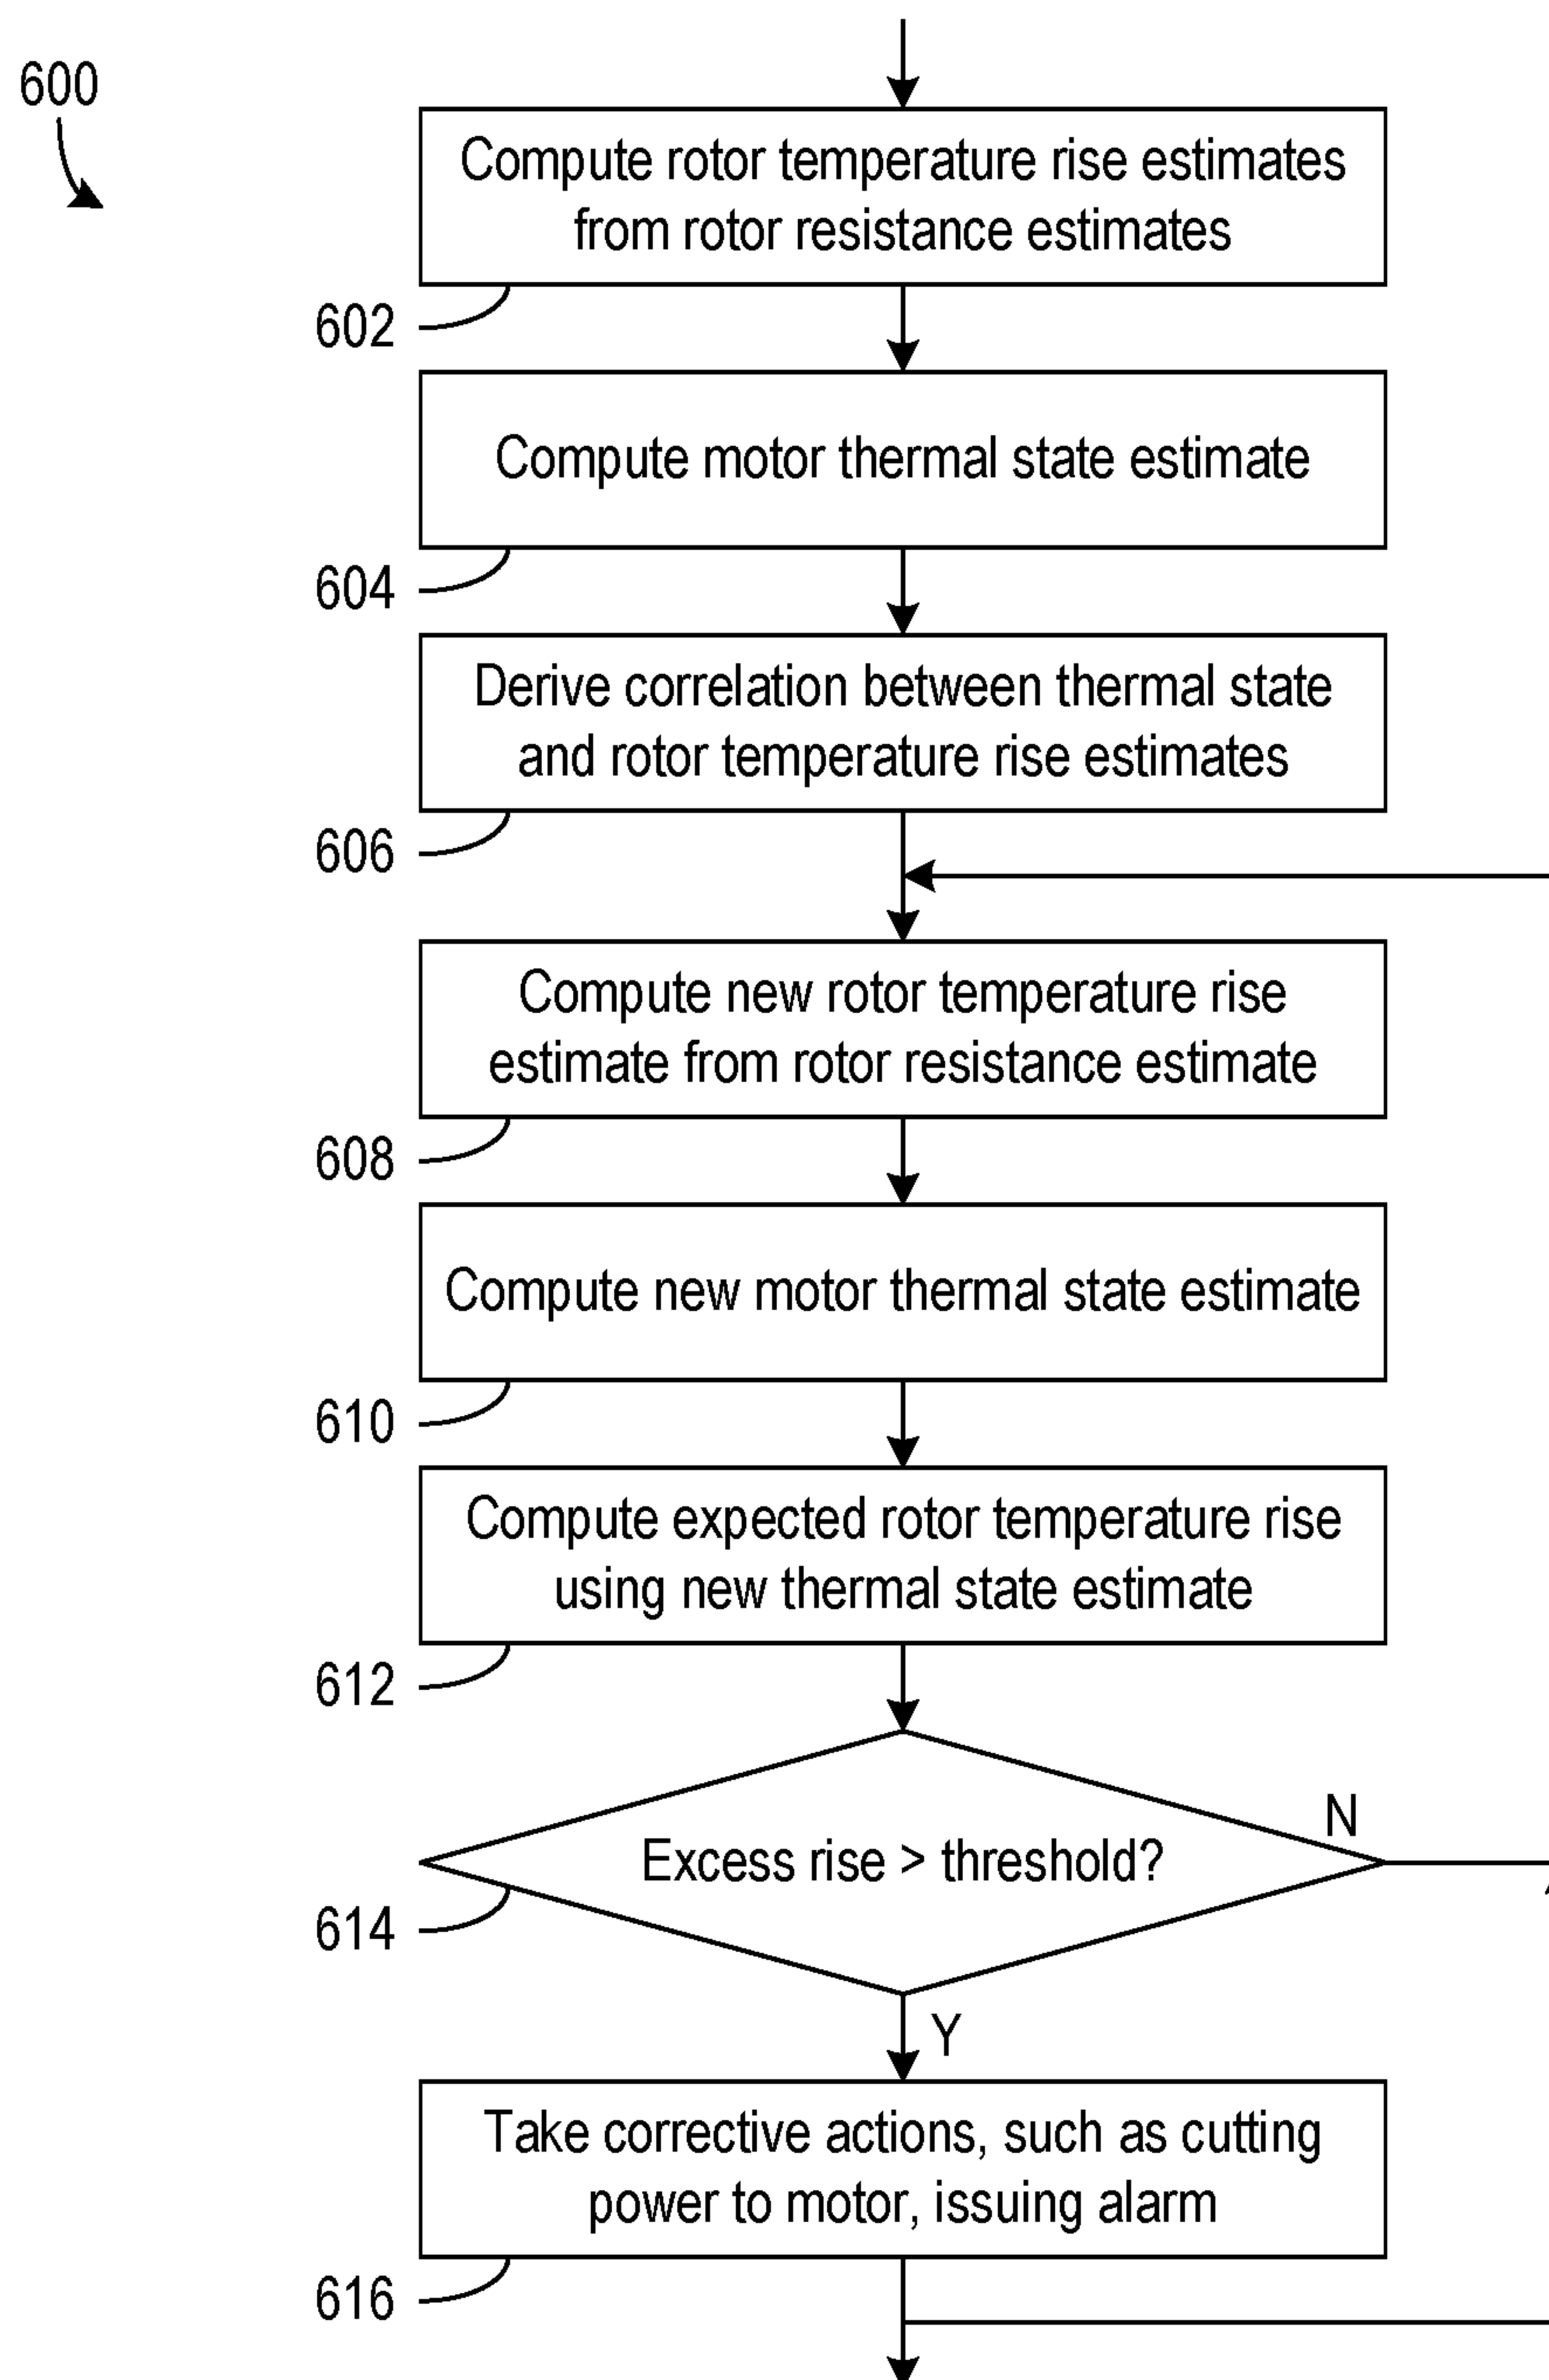 600
Compute rotor temperature rise estimates
from rotor resistance estimates
602
Compute motor thermal state estimate
604
Derive correlation between thermal state
and rotor temperature rise estimates
606
Compute new rotor temperature rise
estimate from rotor resistance estimate
608
Compute new motor thermal state estimate
610
Compute expected rotor temperature rise
using new thermal state estimate
612
N
Excess rise > threshold?
614
Y
Take corrective actions, such as cutting
power to motor, issuing alarm
616